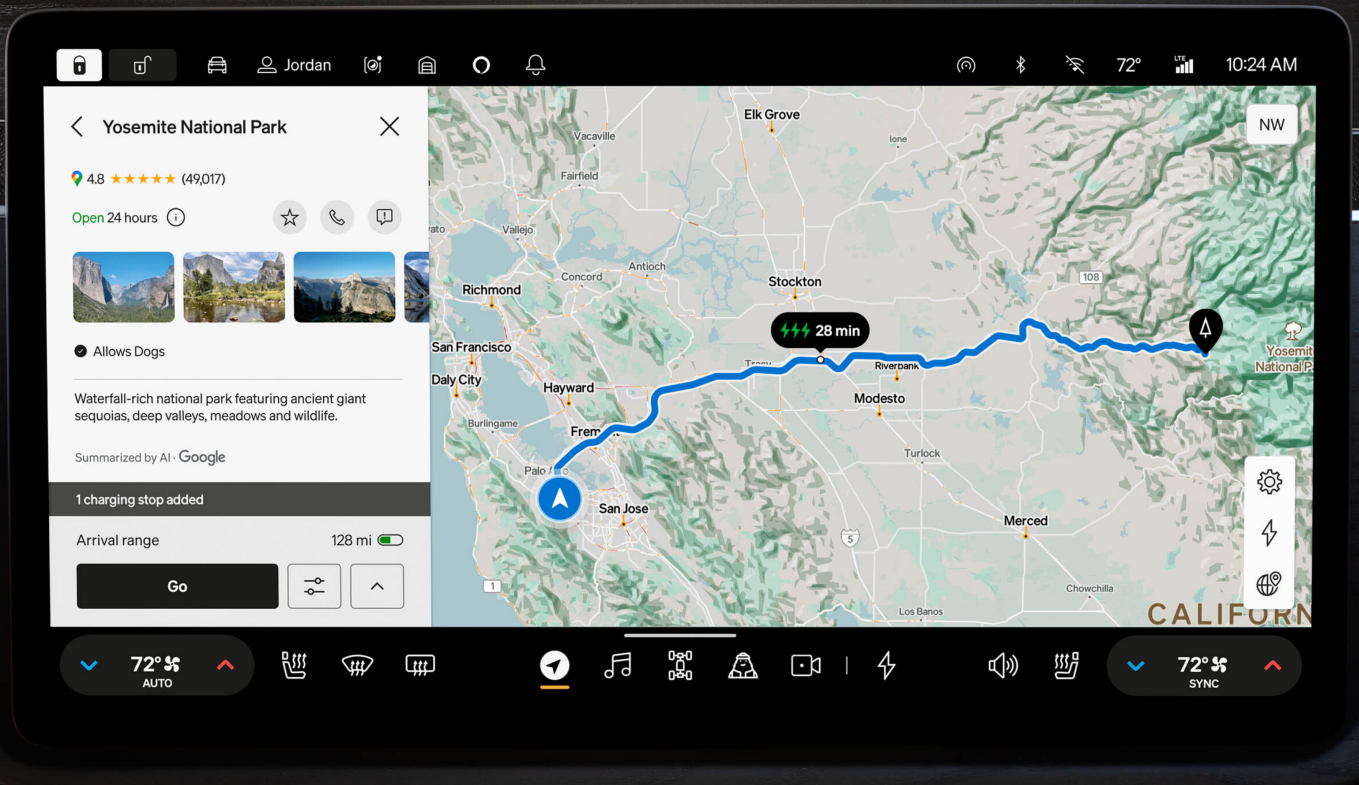 Jordan
72°
LTE
10:24 AM
Yosemite National Park
4.8 ★★★★★ (49,017)
Open 24 hours
Allows Dogs
Waterfall-rich national park featuring ancient giant
sequoias, deep valleys, meadows and wildlife.
Summarized by AI · Google
1 charging stop added
Arrival range
128 mi
Go
NW
Elk Grove
Vacaville
Ione
Fairfield
Vallejo
Antioch
Concord
Richmond
Stockton
108
28 min
San Francisco
Daly City
Hayward
Tracy
Riverbank
Yosemit
National P
Modesto
Burlingame
Frem
Turlock
Palo
San Jose
Merced
5
1
Chowchilla
Los Banos
CALIFORN
72°
AUTO
72°
SYNC